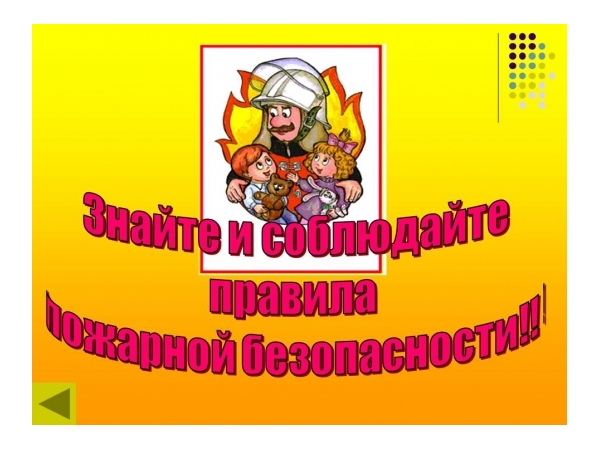 Знайте и соблюдайте
правила
пожарной безопасности!!!